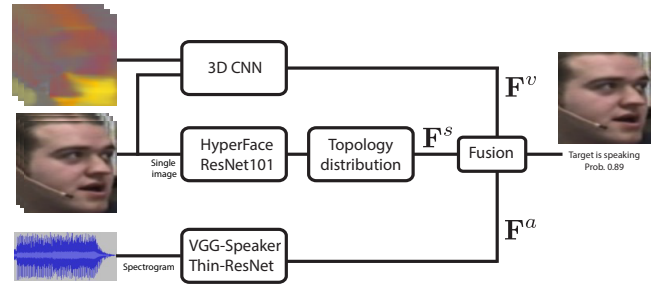 3D CNN
F^v
HyperFace
ResNet101
Topology
distribution
F^s
Fusion
Single
image
Target is speaking
Prob. 0.89
F^a
VGG-Speaker
Thin-ResNet
Spectrogram